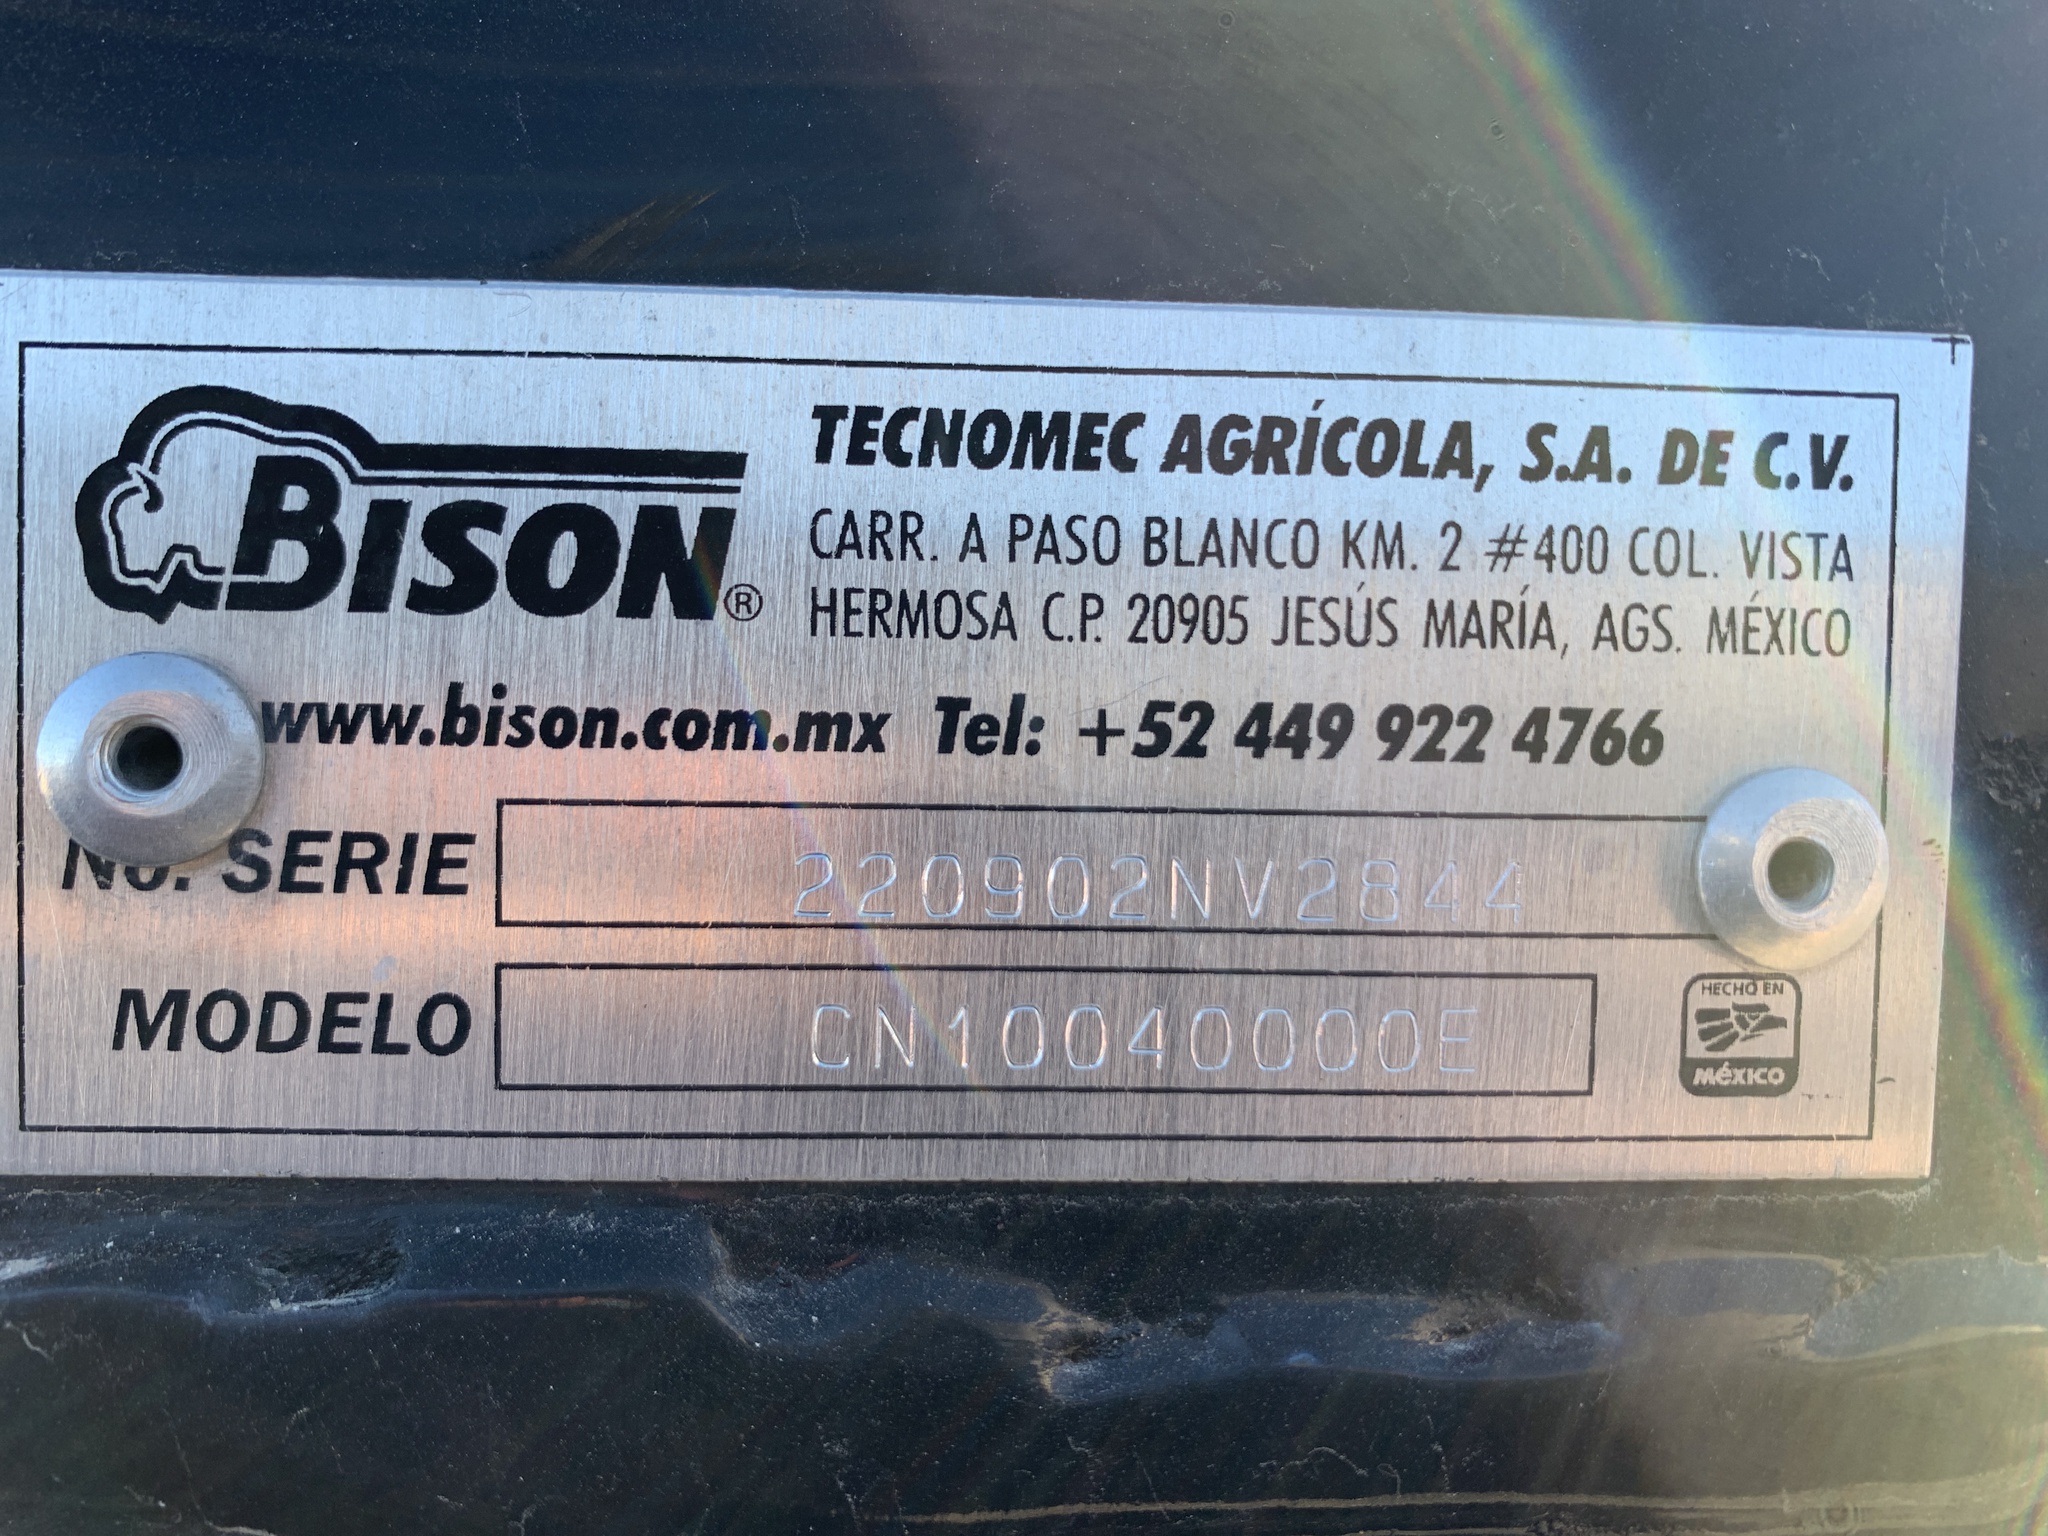 BISON®
TECNOMEC AGRÍCOLA, S.A. DE C.V.
CARR. A PASO BLANCO KM. 2 #400 COL. VISTA
HERMOSA C.P. 20905 JESÚS MARÍA, AGS. MÉXICO
www.bison.com.mx Tel: +52 449 922 4766
No. SERIE 220902NV2844
MODELO CN10040000E
HECHO EN
MÉXICO